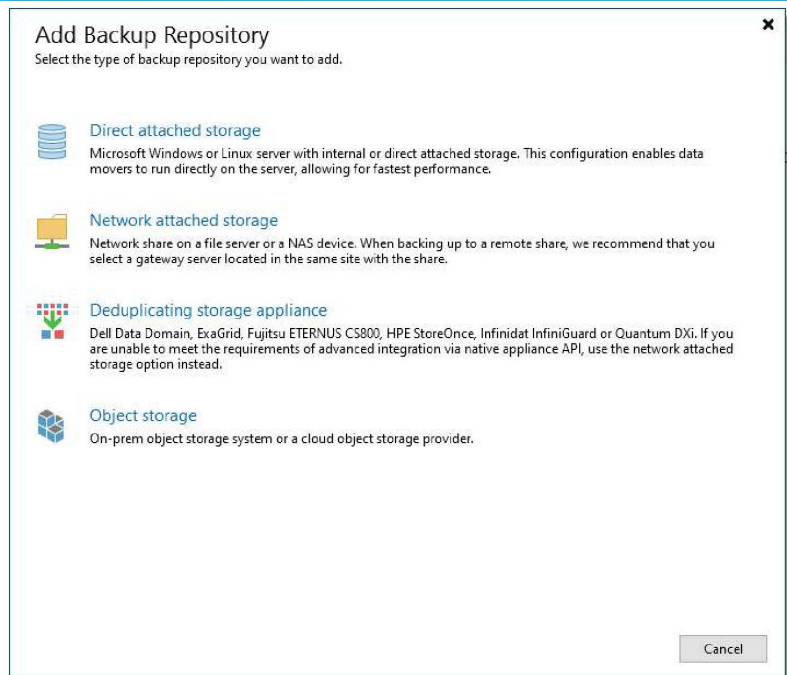 Add Backup Repository
Select the type of backup repository you want to add.
Direct attached storage
Microsoft Windows or Linux server with internal or direct attached storage. This configuration enables data
movers to run directly on the server, allowing for fastest performance.
Network attached storage
Network share on a file server or a NAS device. When backing up to a remote share, we recommend that you
select a gateway server located in the same site with the share.
Deduplicating storage appliance
Dell Data Domain, ExaGrid, Fujitsu ETERNUS CS800, HPE StoreOnce, Infinidat InfiniGuard or Quantum DXi. If you
are unable to meet the requirements of advanced integration via native appliance API, use the network attached
storage option instead.
Object storage
On-prem object storage system or a cloud object storage provider.
Cancel